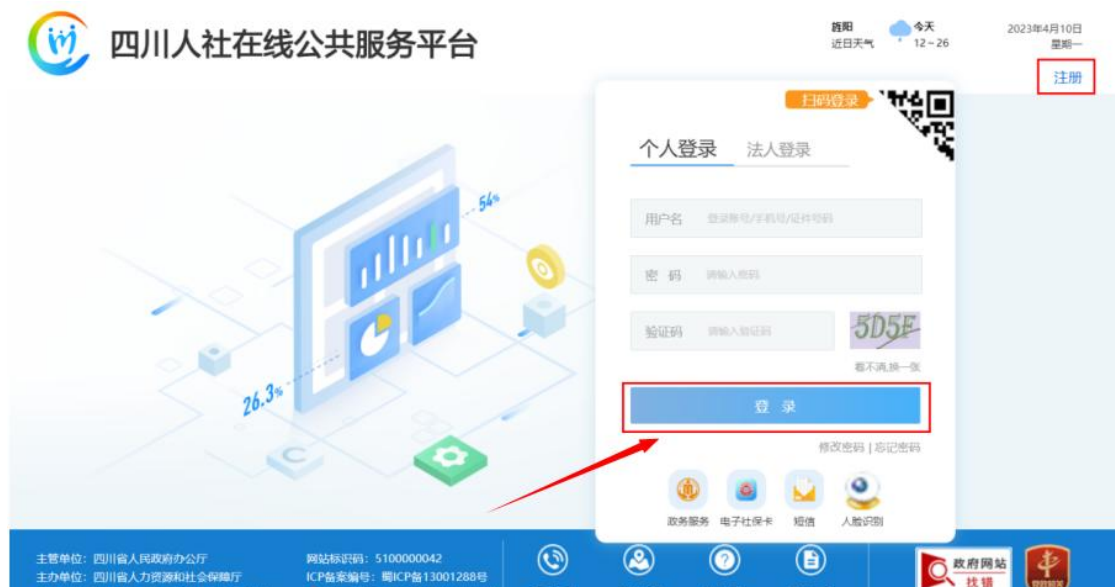 四川人社在线公共服务平台
旌阳
近日天气
今天
12~26
2023年4月10日
星期一
注册
扫码登录
个人登录 法人登录
用户名 登录账号/手机号/证件号码
密 码 请输入密码
验证码 请输入验证码 5D5F
看不清,换一张
登 录
修改密码 | 忘记密码
政务服务 电子社保卡 短信 人脸识别
54%
26.3%
主管单位：四川省人民政府办公厅
主办单位：四川省人力资源和社会保障厅
网站标识码：5100000042
ICP备案编号：蜀ICP备13001288号
政府网站
找错
党政机关